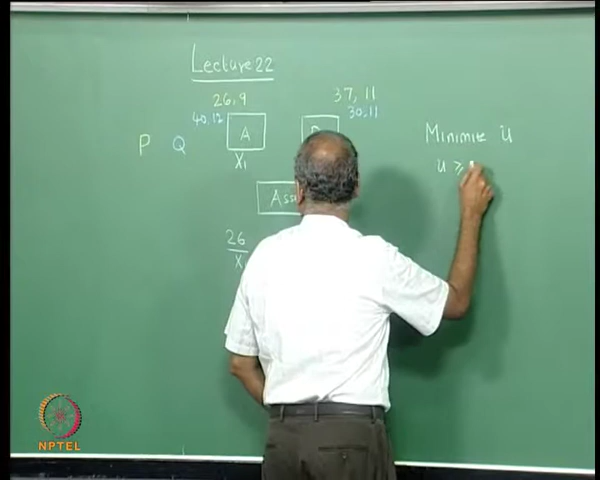 Lecture 22
26,9
37, 11
40,12
30,11
P Q
A
X₁
Minimize u
u ≥
26
X
NPTEL